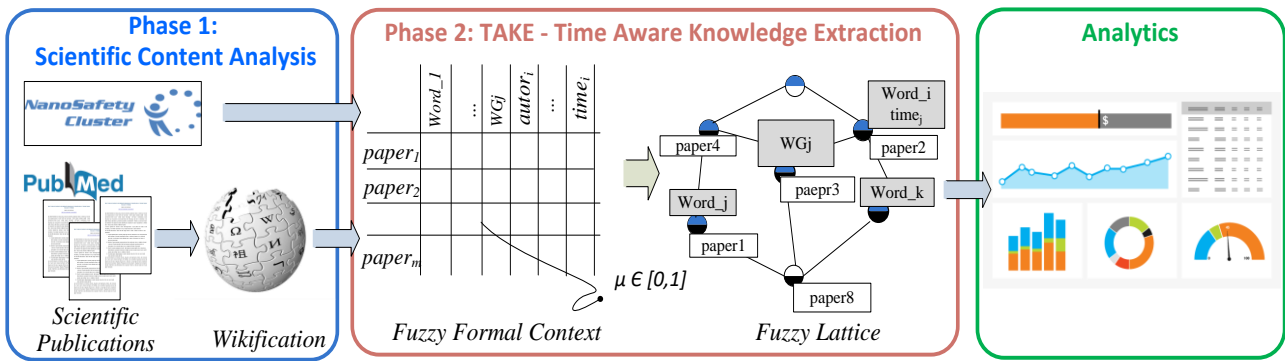 Phase 1:
Scientific Content Analysis
NanoSafety
Cluster
PubMed
Scientific
Publications
Wikification
Phase 2: TAKE - Time Aware Knowledge Extraction
Word_1
...
WGj
autor_i
...
time_i
paper_1
paper_2
paper_m
μ ∈ [0,1]
Fuzzy Formal Context
Word_i
time_j
paper4
WGj
paper2
paepr3
Word_j
Word_k
paper1
paper8
Fuzzy Lattice
Analytics
$